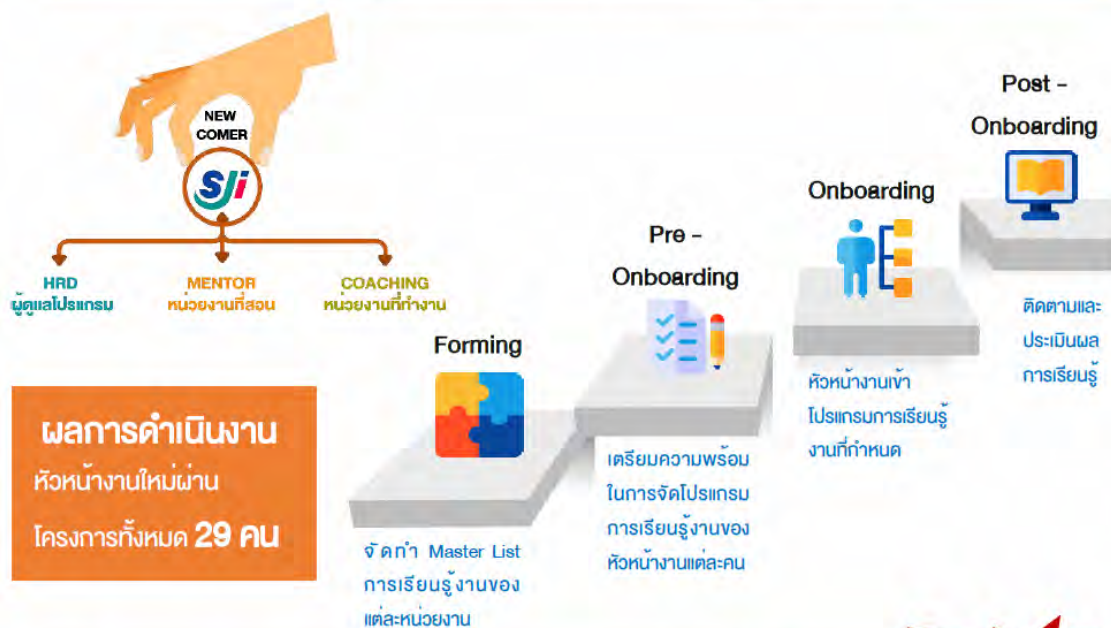 NEW
COMER
SJi
HRD
ผู้ดูแลโปรแกรม
MENTOR
หน่วยงานที่สอน
COACHING
หน่วยงานที่ทำงาน
ผลการดำเนินงาน
หัวหน้างานใหม่ผ่าน
โครงการทั้งหมด 29 คน
Forming
จัดทำ Master List
การเรียนรู้งานของ
แต่ละหน่วยงาน
Pre -
Onboarding
เตรียมความพร้อม
ในการจัดโปรแกรม
การเรียนรู้งานของ
หัวหน้างานแต่ละคน
Onboarding
หัวหน้างานเข้า
โปรแกรมการเรียนรู้
งานที่กำหนด
Post -
Onboarding
ติดตามและ
ประเมินผล
การเรียนรู้